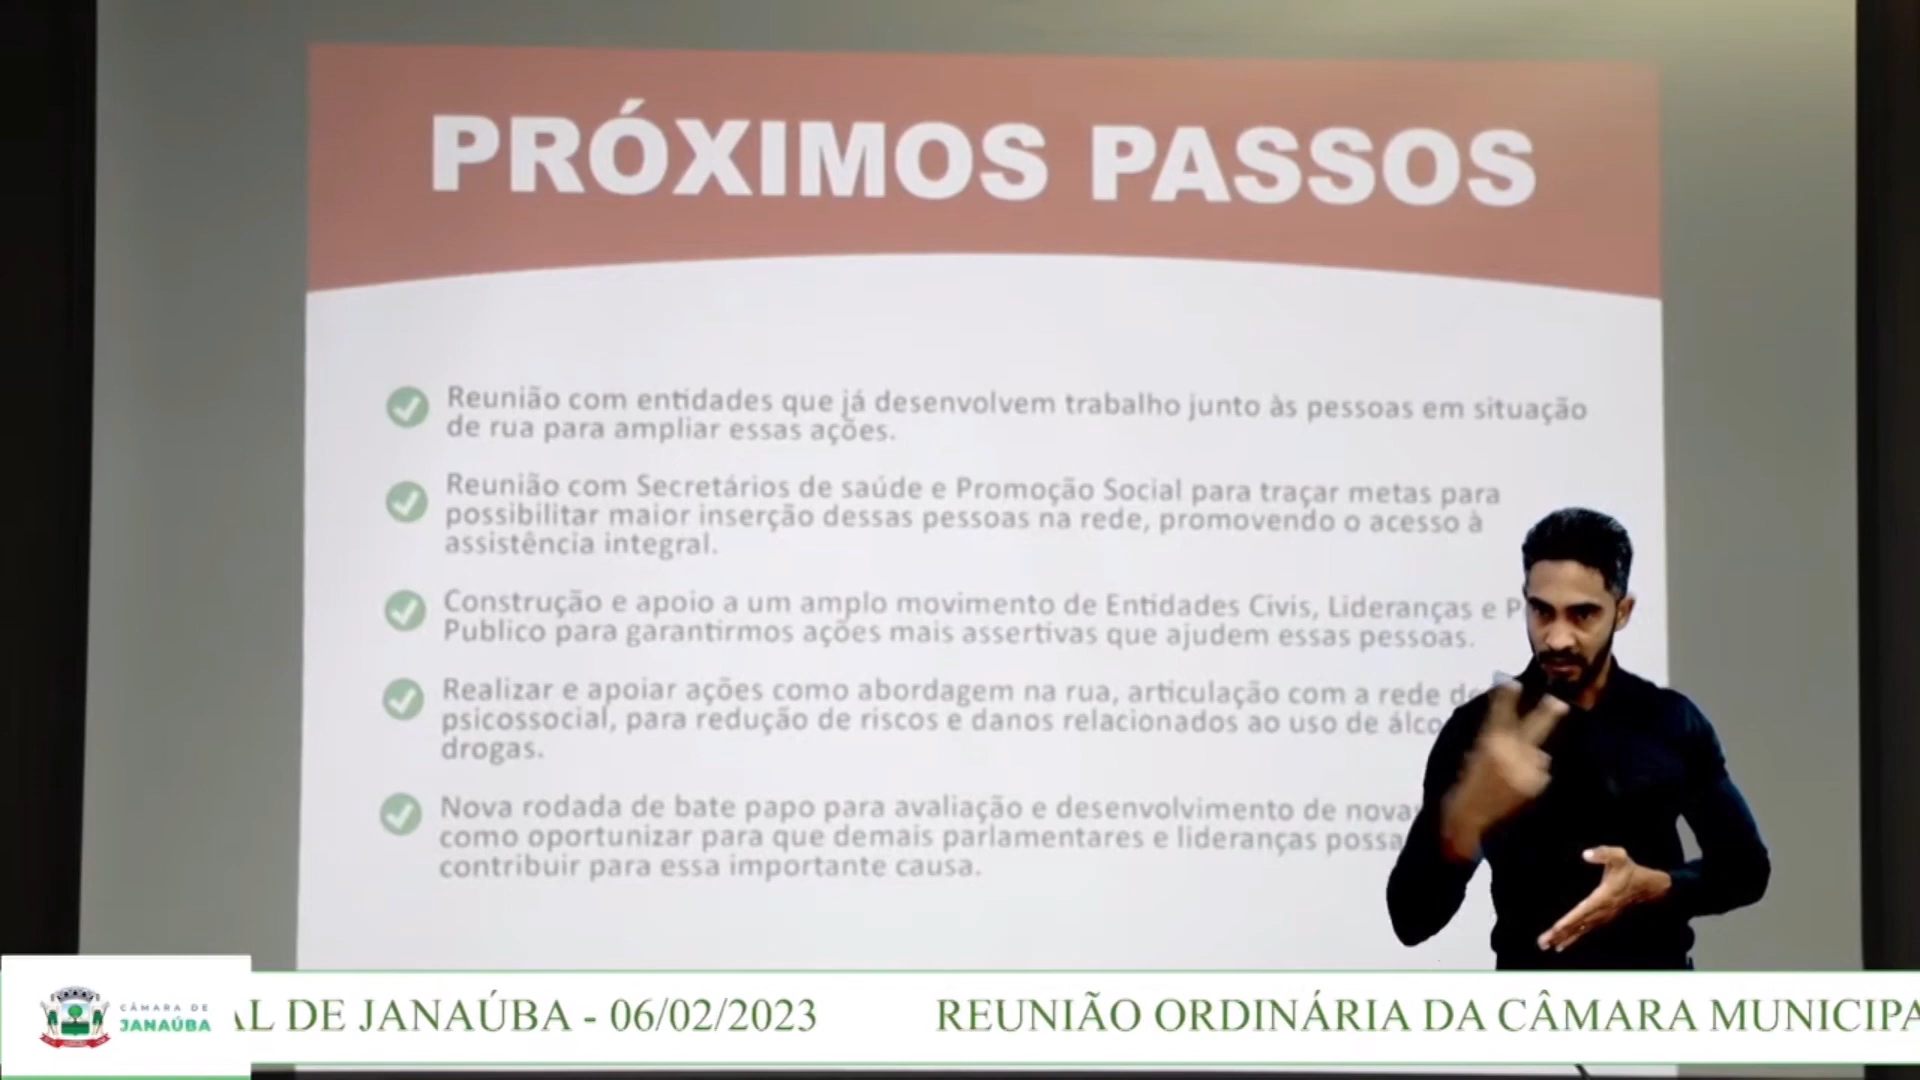 PRÓXIMOS PASSOS
Reunião com entidades que já desenvolvem trabalho junto às pessoas em situação
de rua para ampliar essas ações.
Reunião com Secretários de saúde e Promoção Social para traçar metas para
possibilitar maior inserção dessas pessoas na rede, promovendo o acesso à
assistência integral.
Construção e apoio a um amplo movimento de Entidades Civis, Lideranças e
Publico para garantirmos ações mais assertivas que ajudem essas pessoas.
Realizar e apoiar ações como abordagem na rua, articulação com a rede
psicossocial, para redução de riscos e danos relacionados ao uso de
drogas.
Nova rodada de bate papo para avaliação e desenvolvimento de
como oportunizar para que demais parlamentares e lideranças
contribuir para essa importante causa.
CÂMARA DE
JANAÚBA
AL DE JANAÚBA - 06/02/2023 REUNIÃO ORDINÁRIA DA CÂMARA MUNICIPA